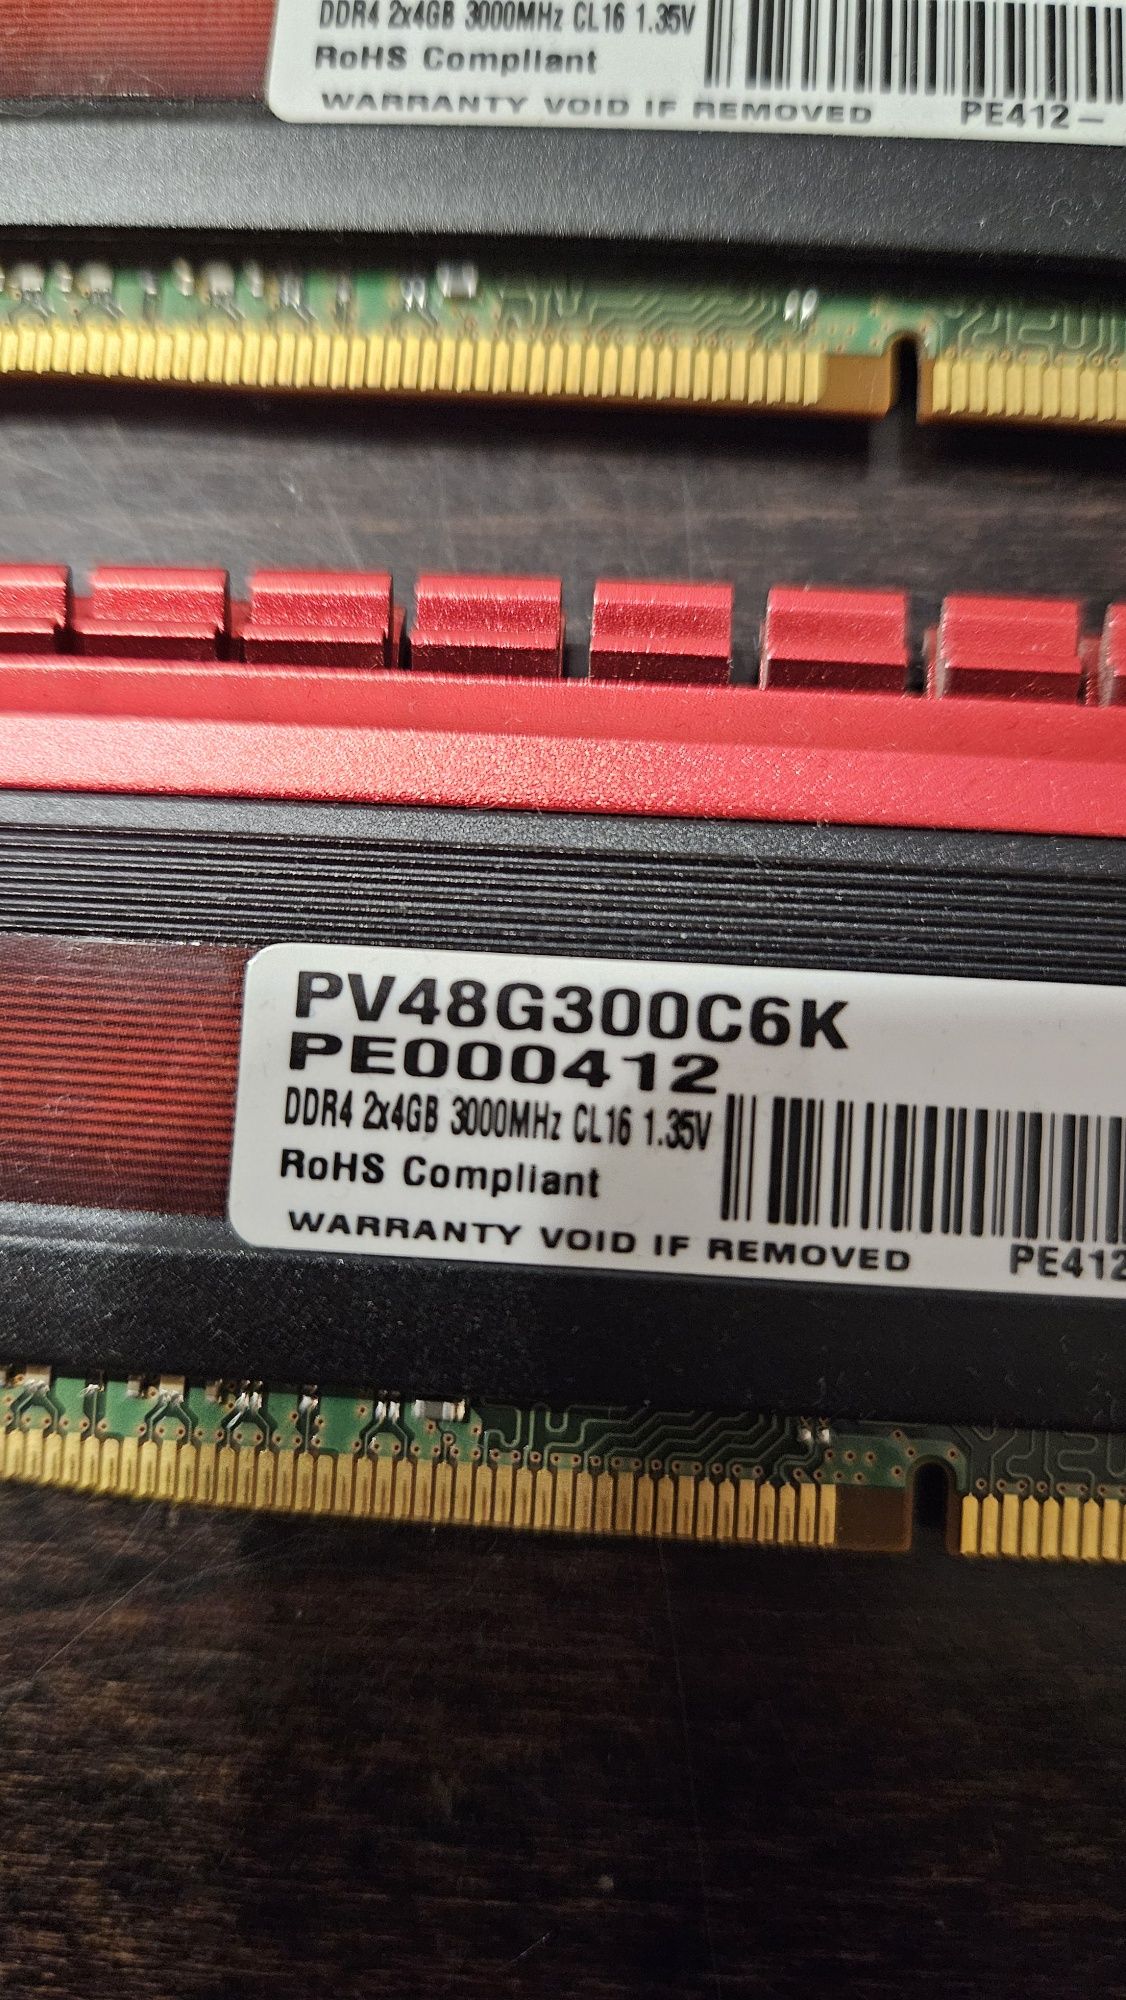 DDR4 2x4GB 3000MHz CL16 1.35V
RoHS Compliant
WARRANTY VOID IF REMOVED PE412-
PV48G300C6K
PE000412
DDR4 2x4GB 3000MHz CL16 1.35V
RoHS Compliant
WARRANTY VOID IF REMOVED PE412